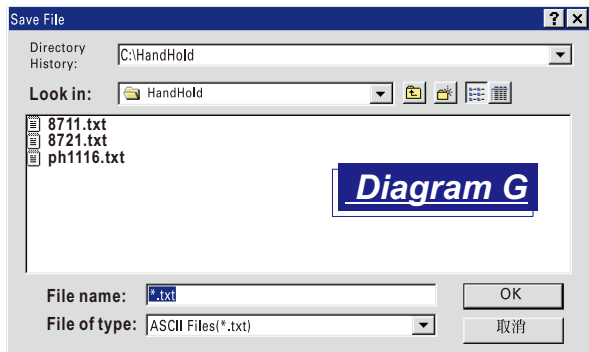 Save File
Directory History:
C:\HandHold
Look in:
HandHold
8711.txt
8721.txt
ph1116.txt
Diagram G
File name:
*.txt
OK
File of type:
ASCII Files(*.txt)
取消